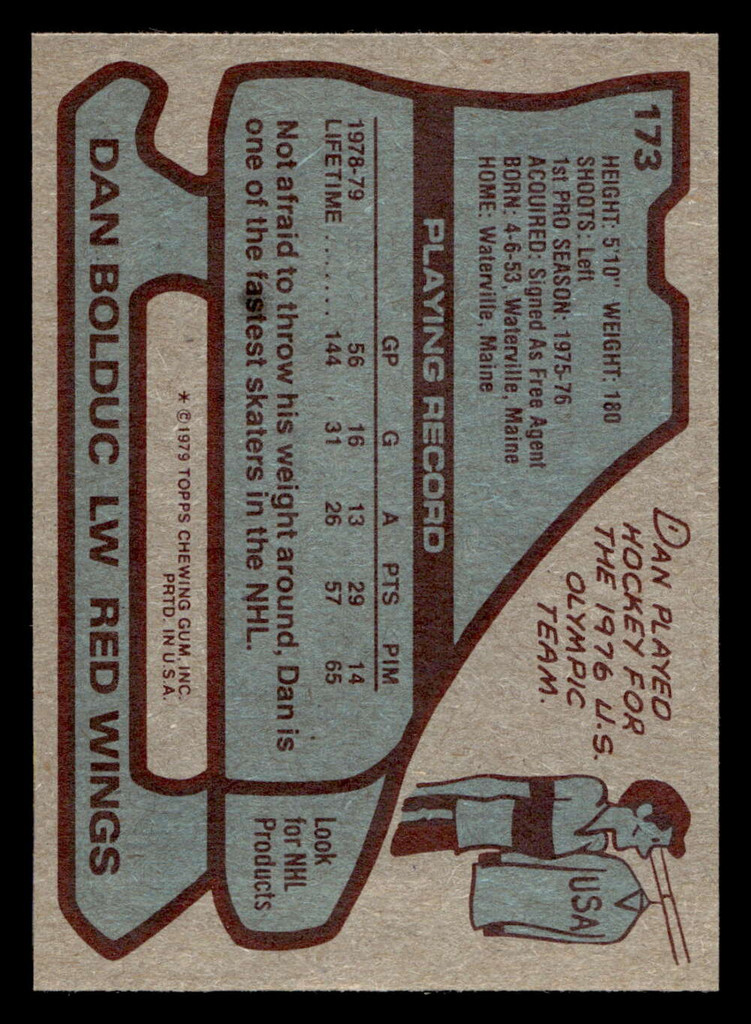 173
HEIGHT: 5'10" WEIGHT: 180
SHOOTS: Left
1st PRO SEASON: 1975-76
ACQUIRED: Signed As Free Agent
BORN: 4-6-53, Waterville, Maine
HOME: Waterville, Maine
DAN PLAYED
HOCKEY FOR
THE 1976 U.S.
OLYMPIC
TEAM.
USA
PLAYING RECORD
GP G A PTS PIM
1978-79 56 16 13 29 14
LIFETIME ........ 144 31 26 57 65
Not afraid to throw his weight around, Dan is
one of the fastest skaters in the NHL.
Look
for NHL
Products
* © 1979 TOPPS CHEWING GUM, INC.
PRTD. IN U.S.A.
DAN BOLDUC LW RED WINGS